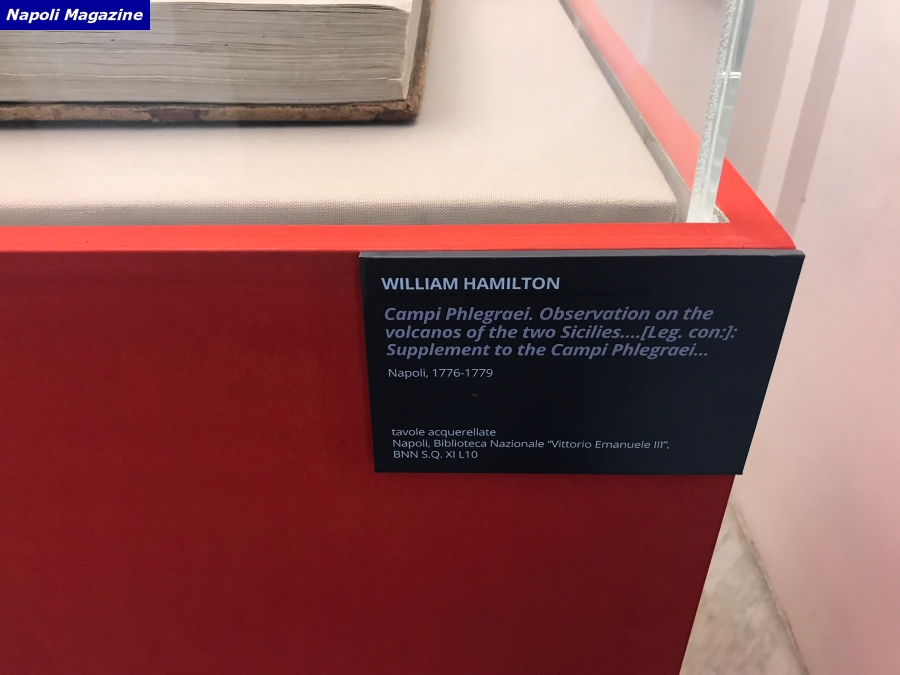 Napoli Magazine
WILLIAM HAMILTON
Campi Phlegraei. Observation on the
volcanos of the two Sicilies....[Leg. con:]:
Supplement to the Campi Phlegraei...
Napoli, 1776-1779
tavole acquerellate
Napoli, Biblioteca Nazionale “Vittorio Emanuele III”,
BNN S.Q. XI L10